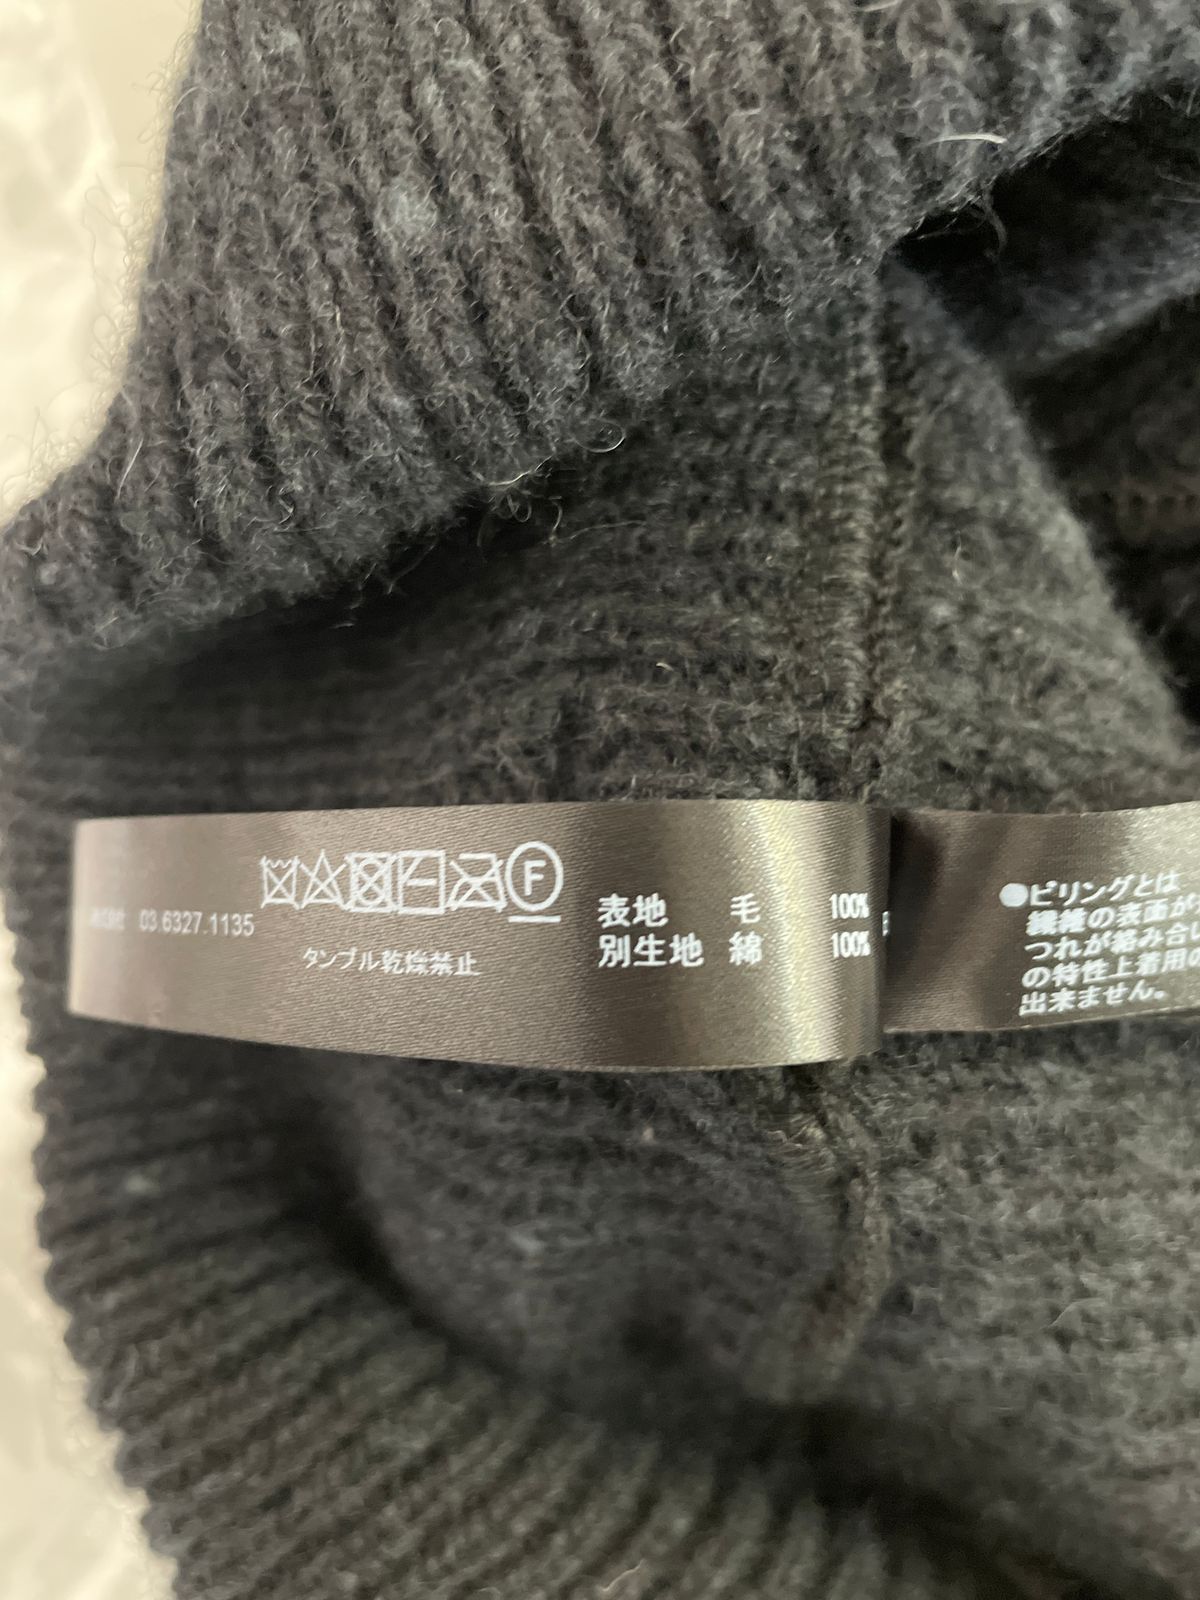 03.6327.1135
F
タンブル乾燥禁止
表地 毛 100%
別生地 綿 100%
●ピリングとは
繊維の表面が
つれが絡み合い
の特性上着用の
出来ません。